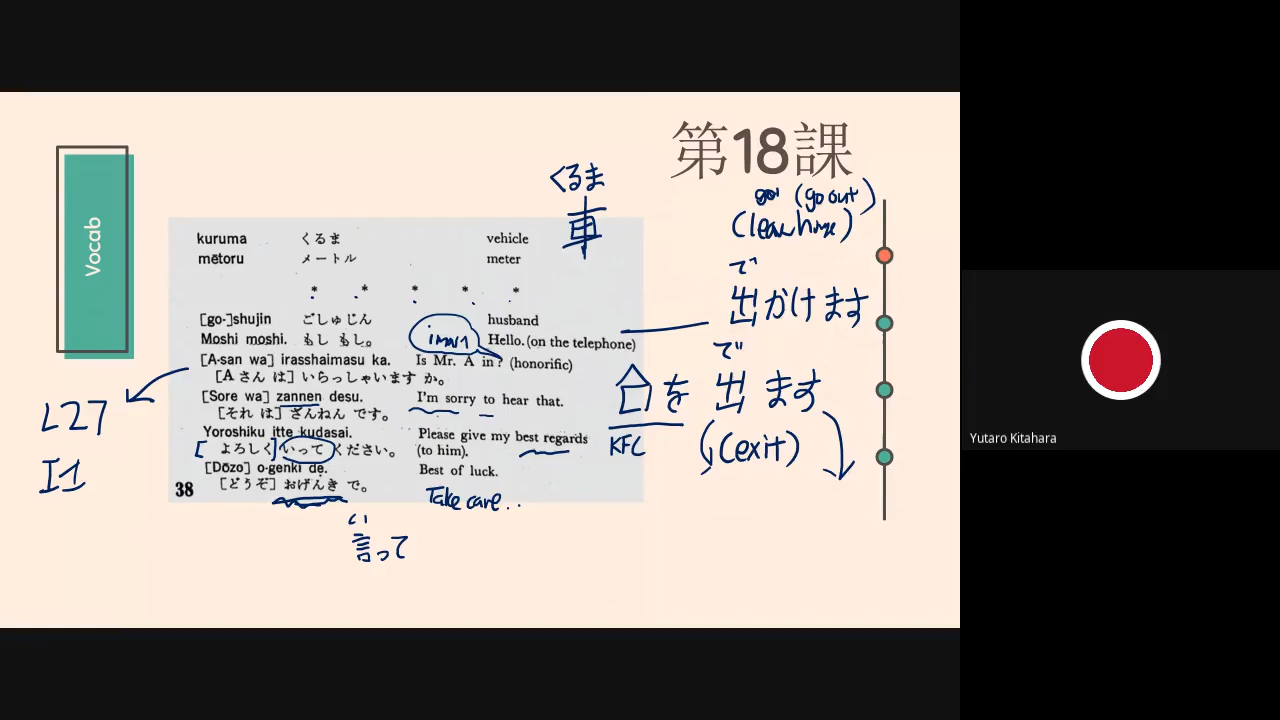 第18課
Vocab
くるま
車
go (go out)
(leave home)
で
出かけます
で
を 出 ます
KFC
(exit)
kuruma くるま vehicle
mētoru メートル meter
* * * * *
[go-]shujin ごしゅじん husband
Moshi moshi. もし もし。 Hello. (on the telephone)
[A-san wa] irasshaimasu ka. Is Mr. A in? (honorific)
[A さん は] いらっしゃいます か。
[Sore wa] zannen desu. I'm sorry to hear that.
[それ は] ざんねん です。
Yoroshiku itte kudasai. Please give my best regards
[よろしく] いって ください。 (to him).
[Dōzo] o-genki de. Best of luck.
[どうぞ] おげんき で。
38
Take care..
い
言って
L27
I1
Yutaro Kitahara